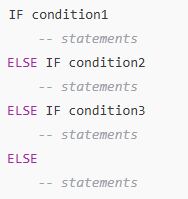 IF condition1
    -- statements
ELSE IF condition2
    -- statements
ELSE IF condition3
    -- statements
ELSE
    -- statements